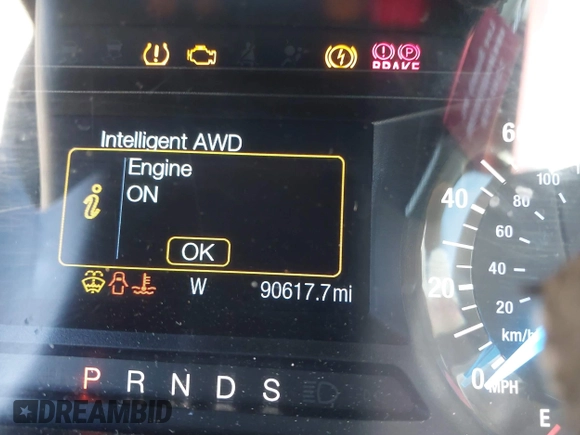 BRAKE
Intelligent AWD
Engine
ON
OK
W 90617.7mi
P R N D S
60
40
20
0
MPH
100
80
60
40
20
km/h
E
DREAMBID